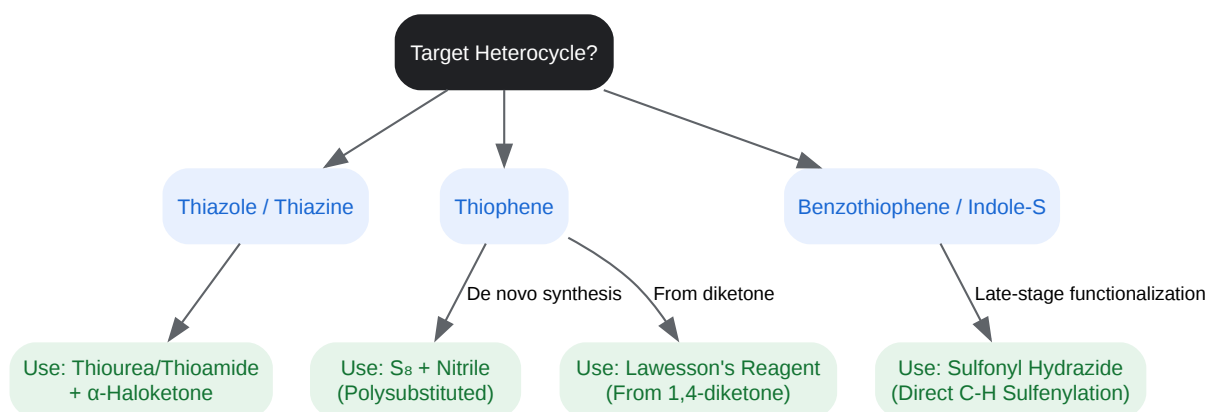 Target Heterocycle?
Thiazole / Thiazine
Thiophene
Benzothiophene / Indole-S
De novo synthesis
From diketone
Late-stage functionalization
Use: Thiourea/Thioamide
+ α-Haloketone
Use: S₈ + Nitrile
(Polysubstituted)
Use: Lawesson's Reagent
(From 1,4-diketone)
Use: Sulfonyl Hydrazide
(Direct C-H Sulfenylation)